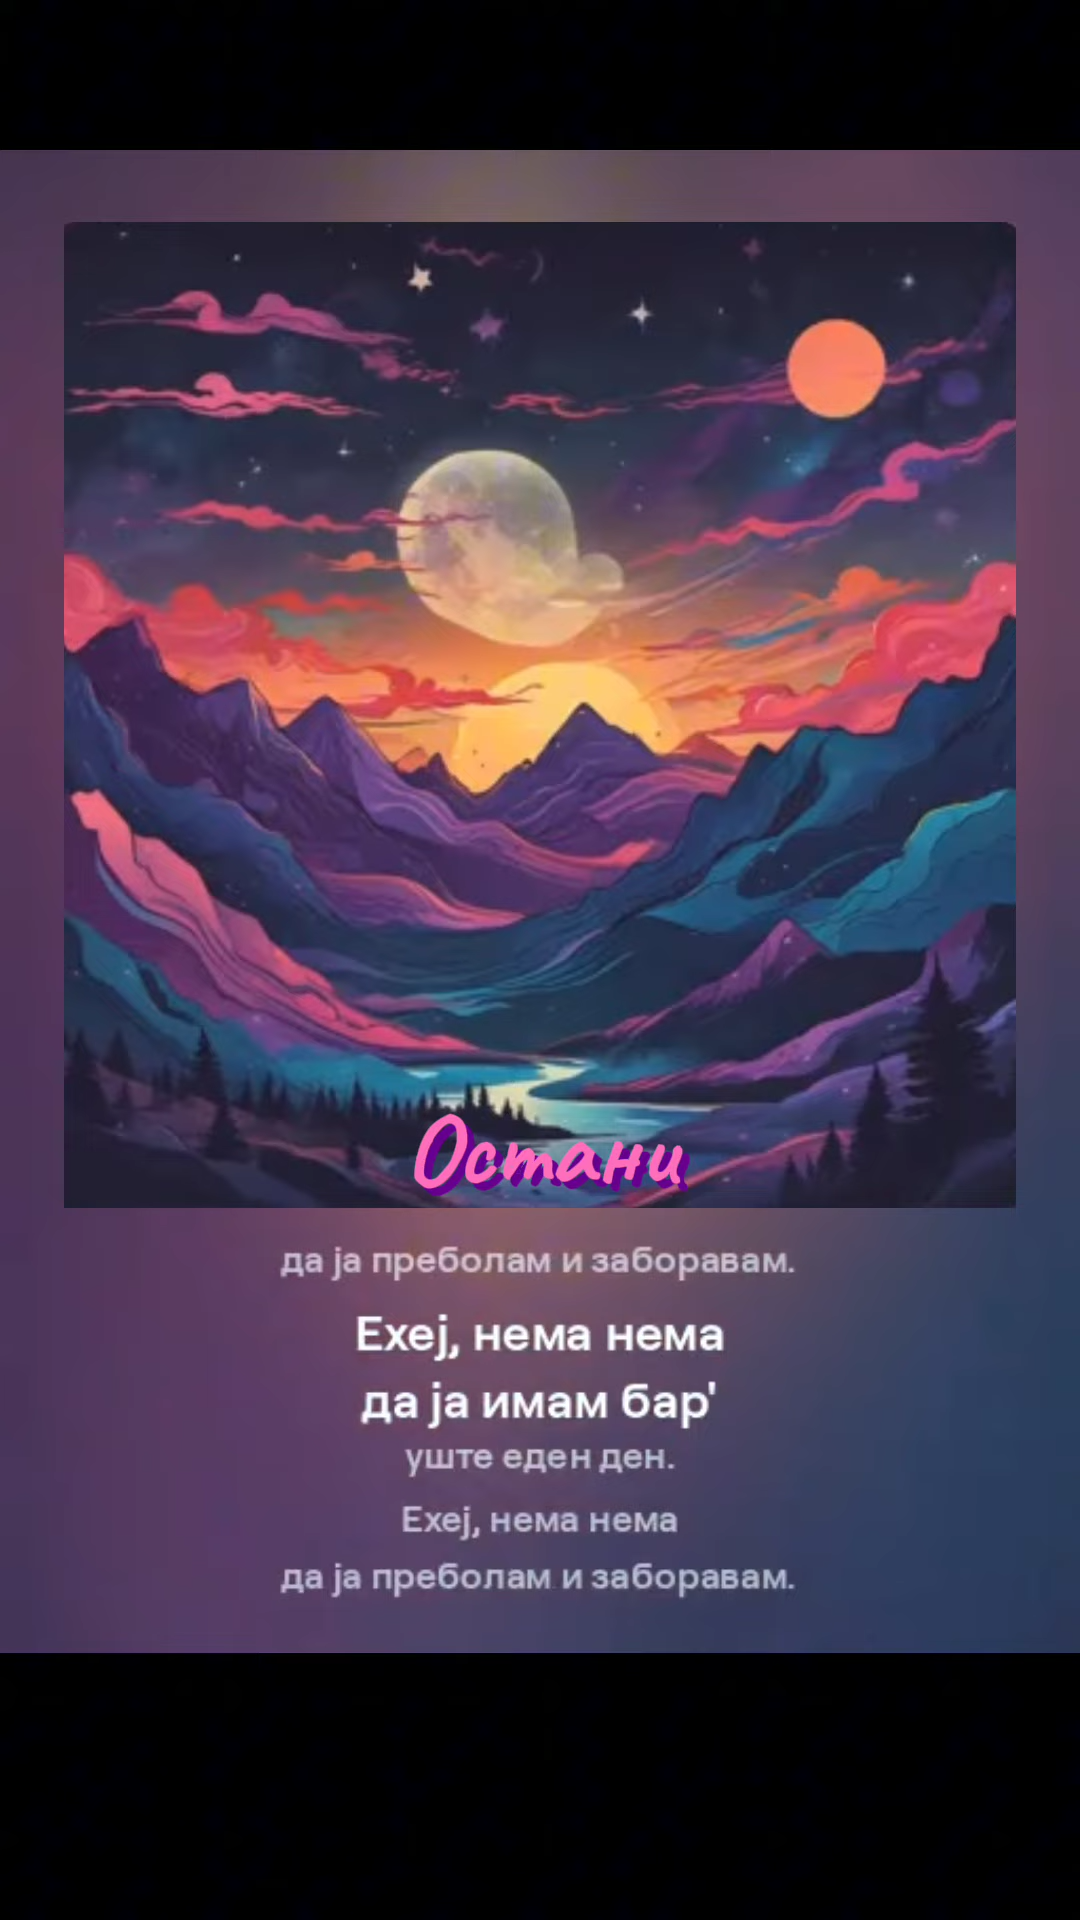 Остани
да ја преболам и заборавам.
Ехеј, нема нема
да ја имам бар'
уште еден ден.
Ехеј, нема нема
да ја преболам и заборавам.